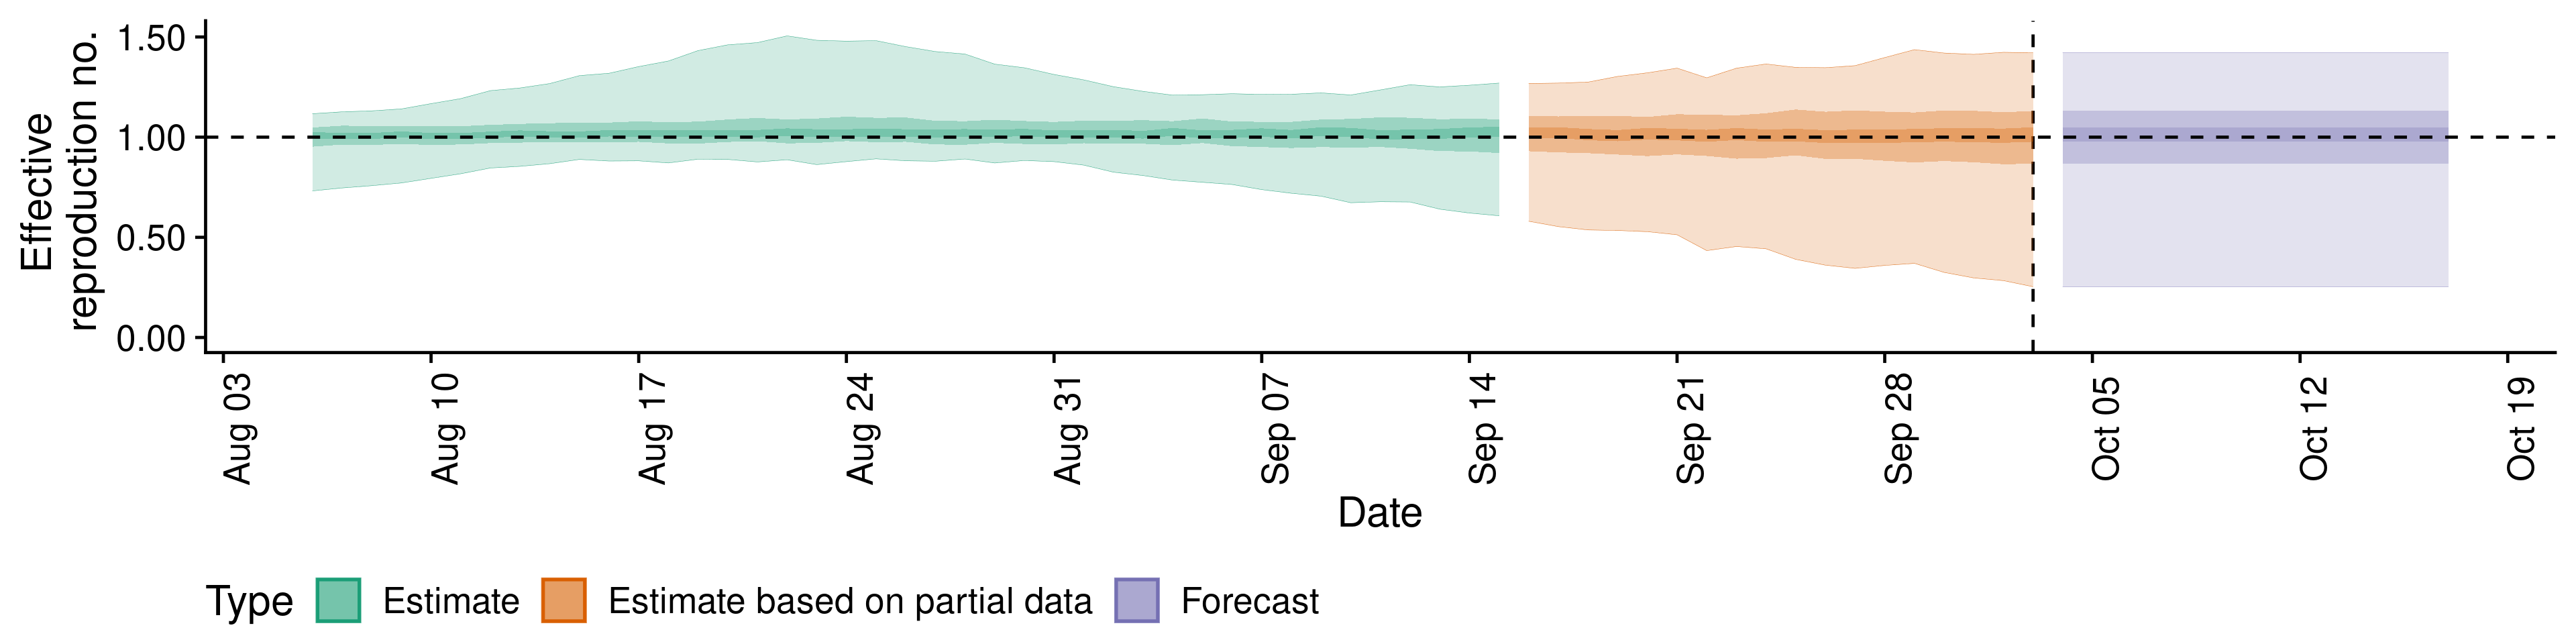 Effective
reproduction no.
1.50
1.00
0.50
0.00
Aug 03
Aug 10
Aug 17
Aug 24
Aug 31
Sep 07
Sep 14
Sep 21
Sep 28
Oct 05
Oct 12
Oct 19
Date
Type Estimate Estimate based on partial data Forecast